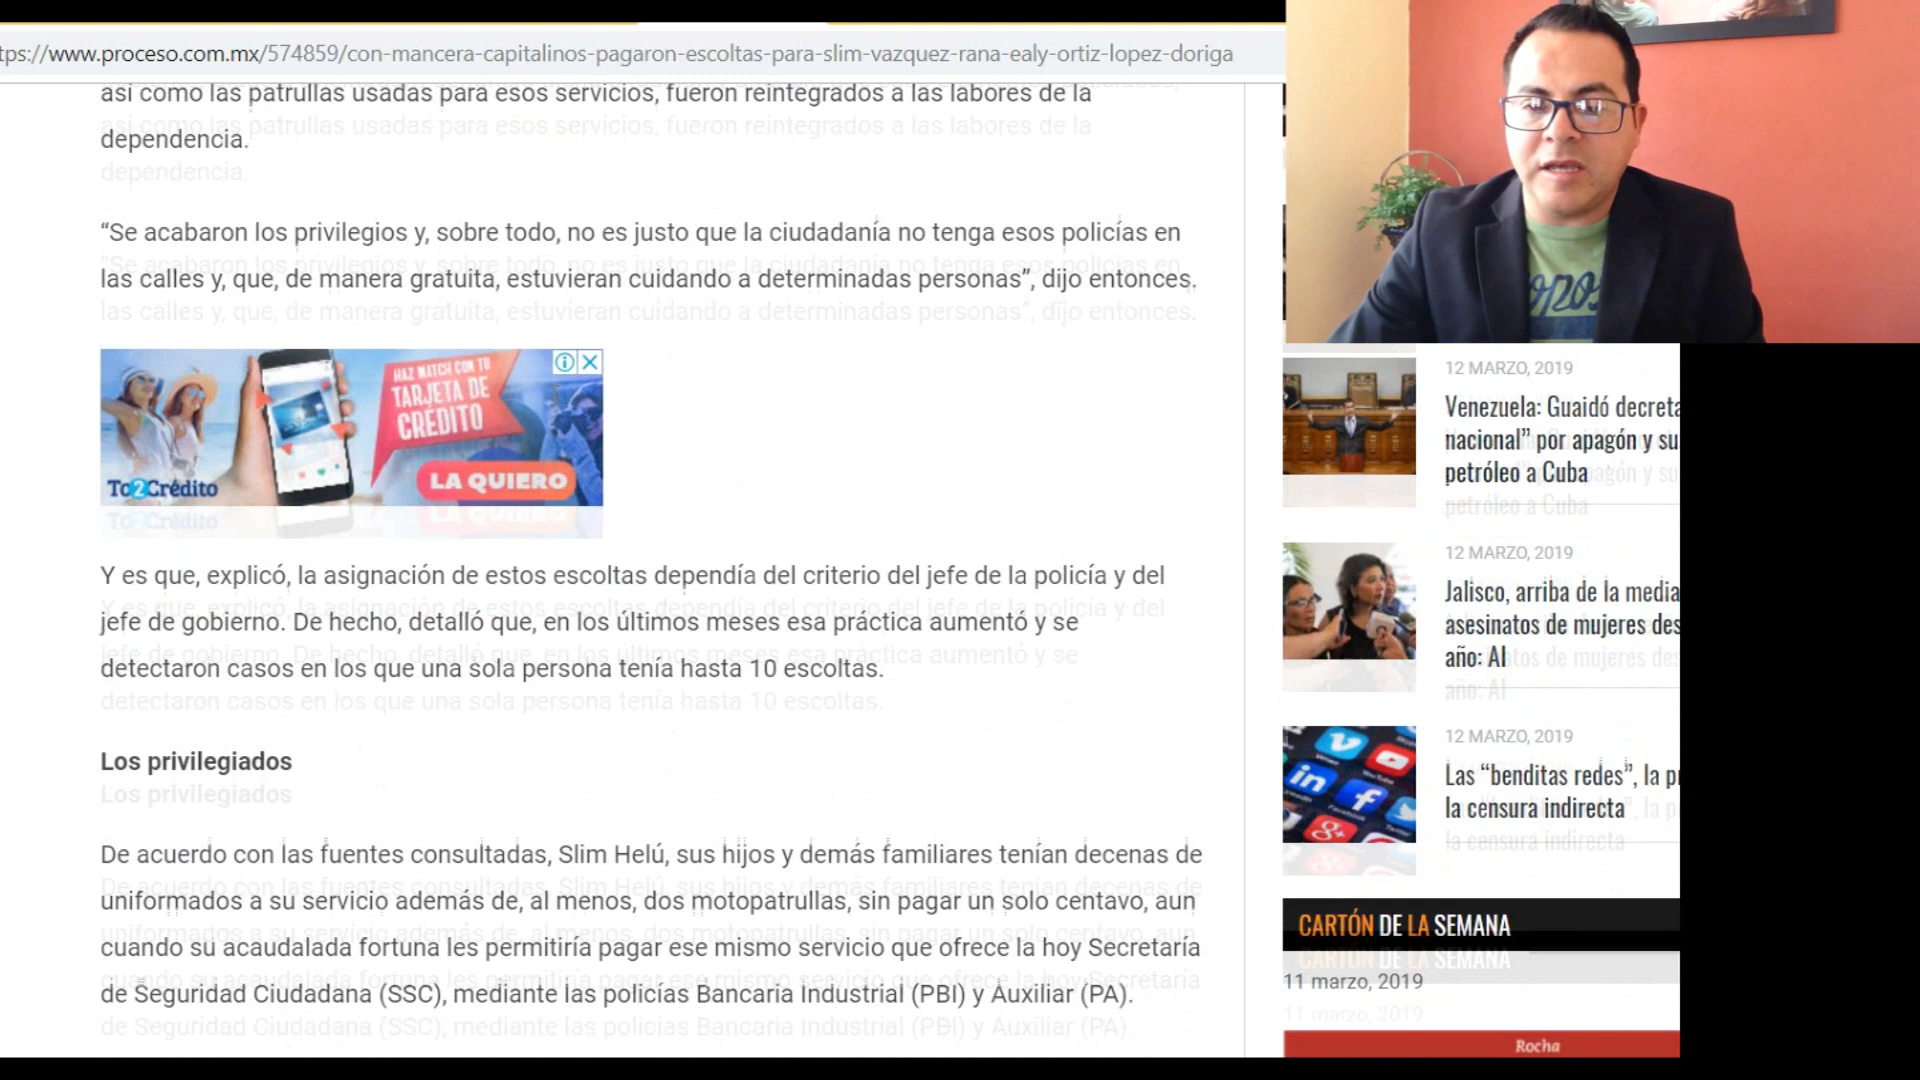 tps://www.proceso.com.mx/574859/con-mancera-capitalinos-pagaron-escoltas-para-slim-vazquez-rana-ealy-ortiz-lopez-doriga
así como las patrullas usadas para esos servicios, fueron reintegrados a las labores de la
dependencia.
“Se acabaron los privilegios y, sobre todo, no es justo que la ciudadanía no tenga esos policías en
las calles y, que, de manera gratuita, estuvieran cuidando a determinadas personas”, dijo entonces.
HAZ MATCH CON TU
TARJETA DE
CRÉDITO
LA QUIERO
To2Crédito
Y es que, explicó, la asignación de estos escoltas dependía del criterio del jefe de la policía y del
jefe de gobierno. De hecho, detalló que, en los últimos meses esa práctica aumentó y se
detectaron casos en los que una sola persona tenía hasta 10 escoltas.
Los privilegiados
De acuerdo con las fuentes consultadas, Slim Helú, sus hijos y demás familiares tenían decenas de
uniformados a su servicio además de, al menos, dos motopatrullas, sin pagar un solo centavo, aun
cuando su acaudalada fortuna les permitiría pagar ese mismo servicio que ofrece la hoy Secretaría
de Seguridad Ciudadana (SSC), mediante las policías Bancaria Industrial (PBI) y Auxiliar (PA).
12 MARZO, 2019
Venezuela: Guaidó decreta
nacional” por apagón y su
petróleo a Cuba
12 MARZO, 2019
Jalisco, arriba de la media
asesinatos de mujeres des
año: AI
12 MARZO, 2019
Las “benditas redes”, la p
la censura indirecta
CARTÓN DE LA SEMANA
11 marzo, 2019
Rocha